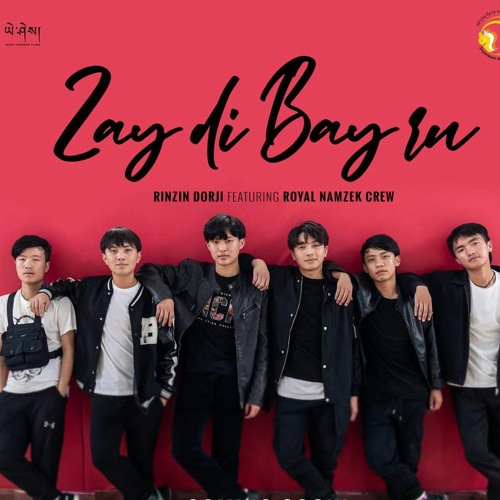 ཡེ་ཤེས།
Zay di Bay ru
RINZIN DORJI FEATURING ROYAL NAMZEK CREW